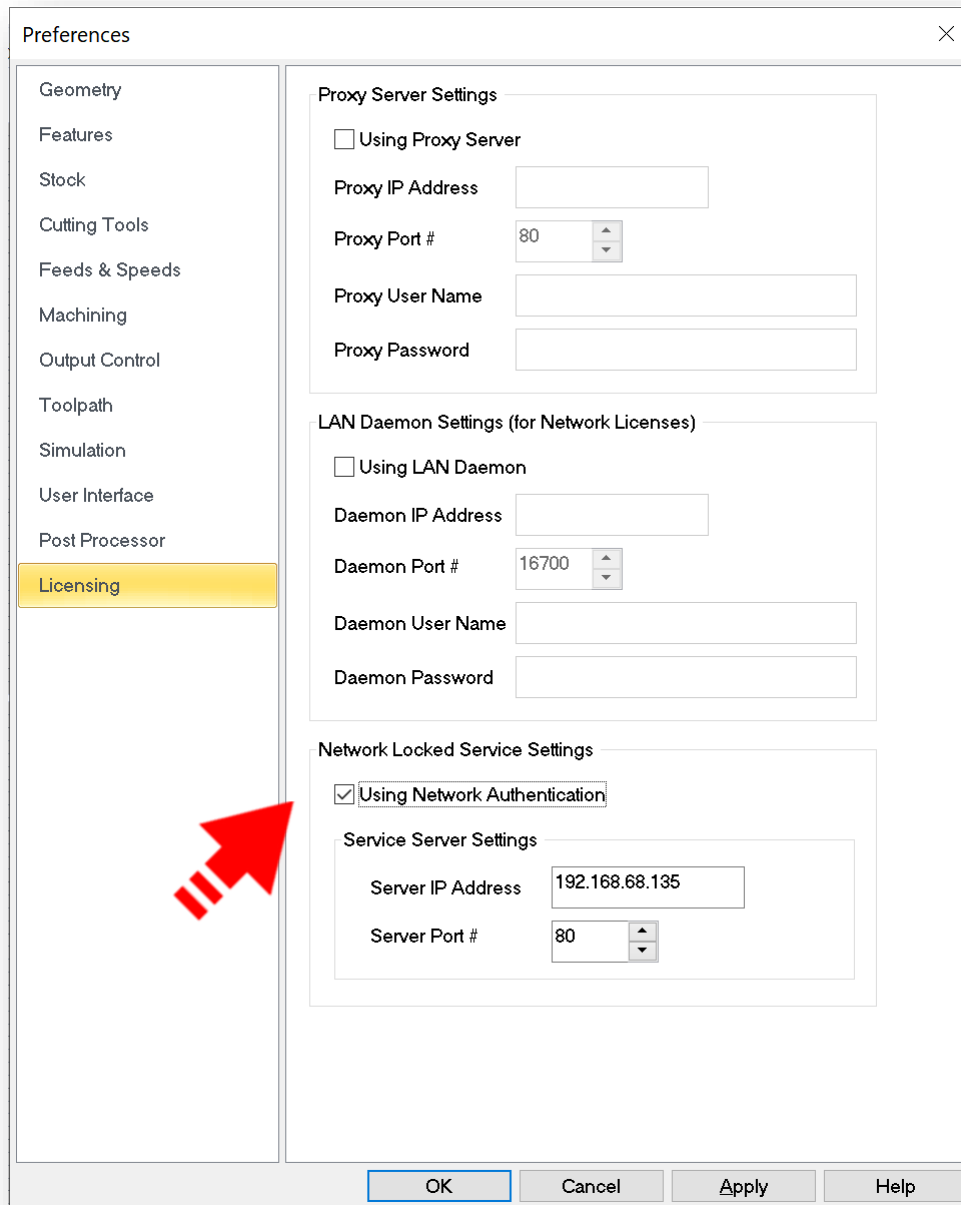 Preferences
Geometry
Features
Stock
Cutting Tools
Feeds & Speeds
Machining
Output Control
Toolpath
Simulation
User Interface
Post Processor
Licensing
Proxy Server Settings
Using Proxy Server
Proxy IP Address
Proxy Port # 80
Proxy User Name
Proxy Password
LAN Daemon Settings (for Network Licenses)
Using LAN Daemon
Daemon IP Address
Daemon Port # 16700
Daemon User Name
Daemon Password
Network Locked Service Settings
Using Network Authentication
Service Server Settings
Server IP Address 192.168.68.135
Server Port # 80
OK Cancel Apply Help